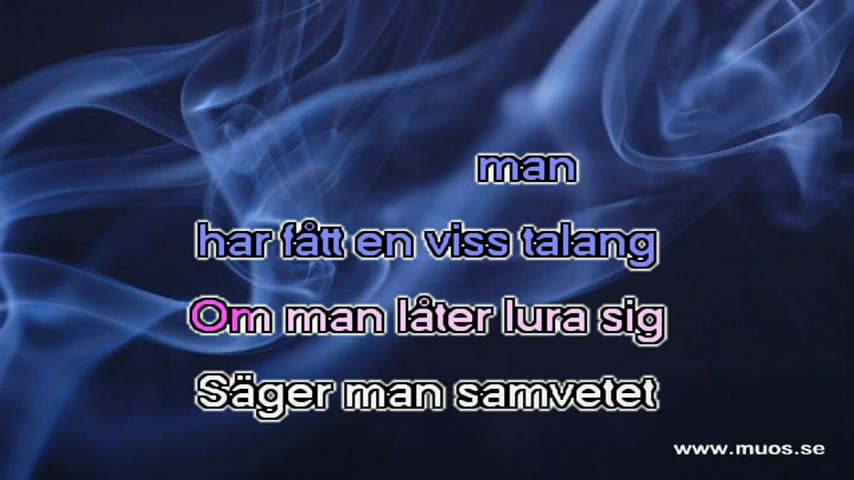 man
har fått en viss talang
Om man låter lura sig
Säger man samvetet
www.muos.se